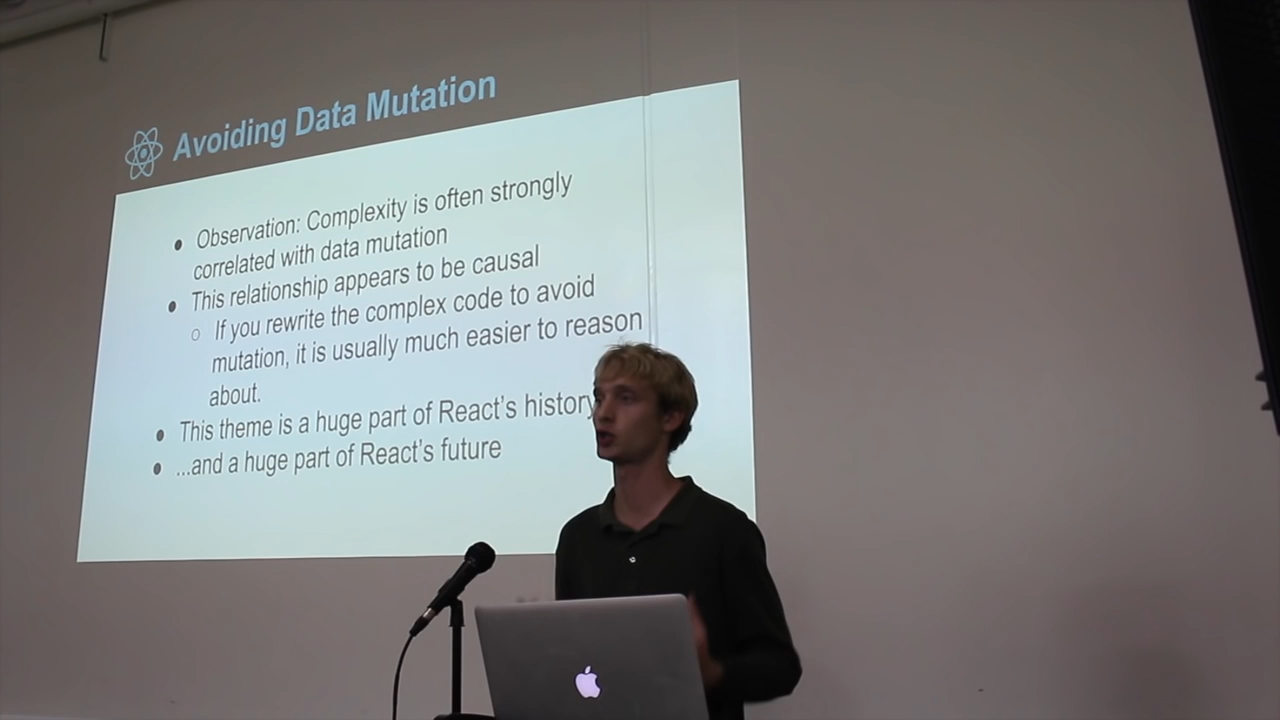 Avoiding Data Mutation
● Observation: Complexity is often strongly
correlated with data mutation
● This relationship appears to be causal
○ If you rewrite the complex code to avoid
mutation, it is usually much easier to reason
about.
● This theme is a huge part of React's history
● ...and a huge part of React's future